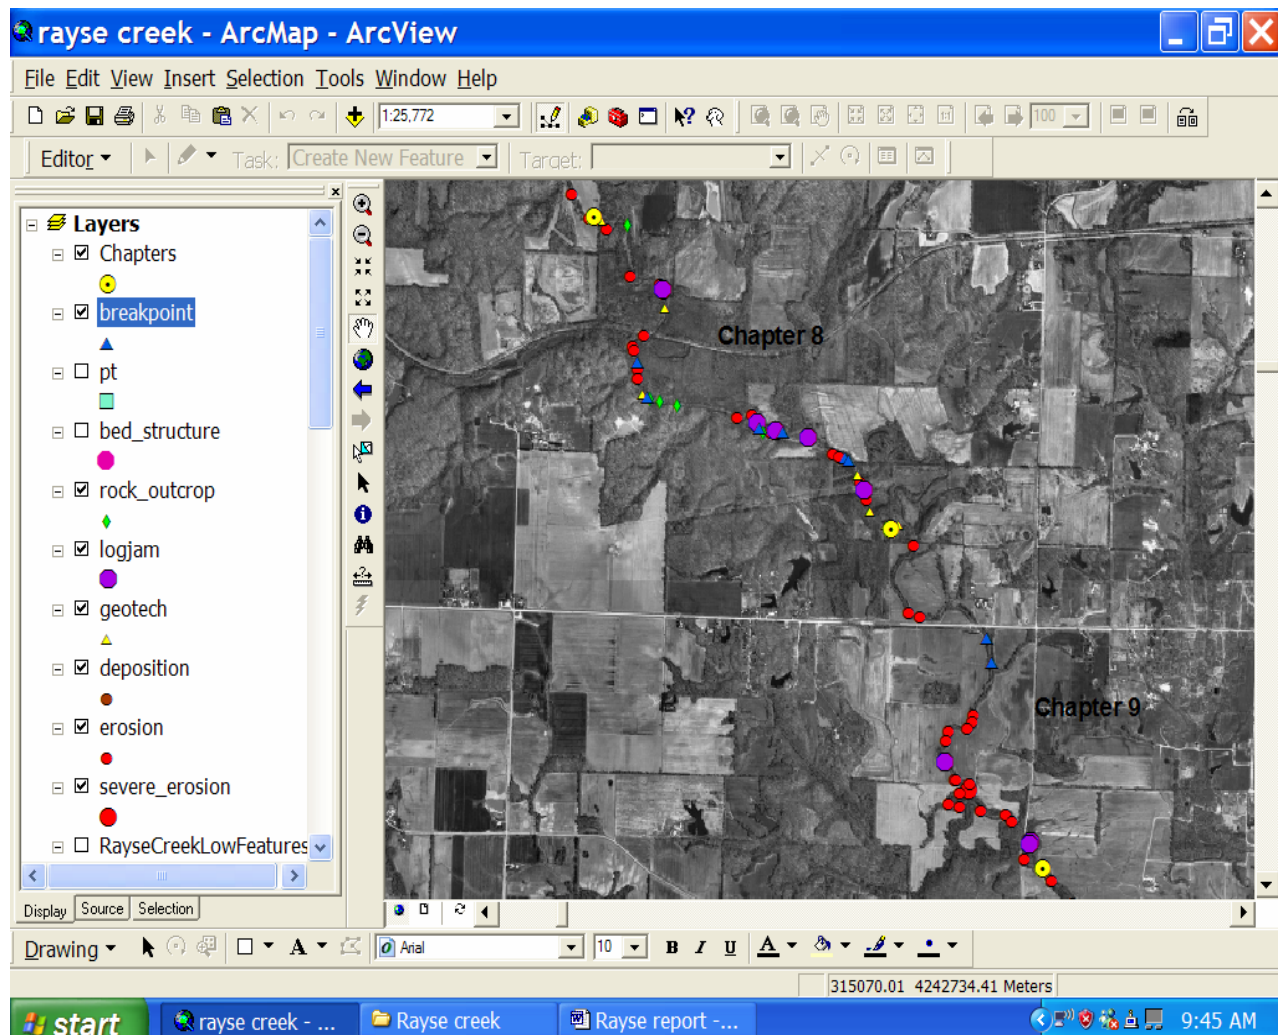 rayse creek - ArcMap - ArcView
File Edit View Insert Selection Tools Window Help
1:25,772
100
Editor Task: Create New Feature Target:
Layers
Chapters
breakpoint
pt
bed_structure
rock_outcrop
logjam
geotech
deposition
erosion
severe_erosion
RayseCreekLowFeatures
Display Source Selection
Chapter 8
Chapter 9
Drawing A Arial 10 B I U A
315070.01 4242734.41 Meters
start rayse creek - ... Rayse creek Rayse report -... 9:45 AM